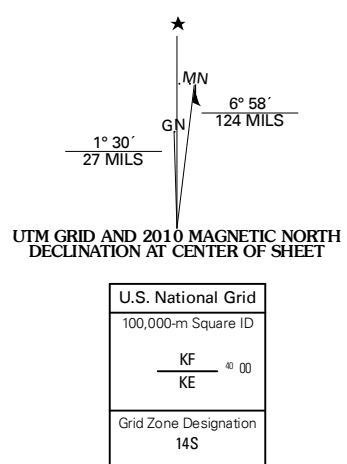 MN
GN
6° 58´
124 MILS
1° 30´
27 MILS
UTM GRID AND 2010 MAGNETIC NORTH
DECLINATION AT CENTER OF SHEET
U.S. National Grid
100,000-m Square ID
KF
40 00
KE
Grid Zone Designation
14S